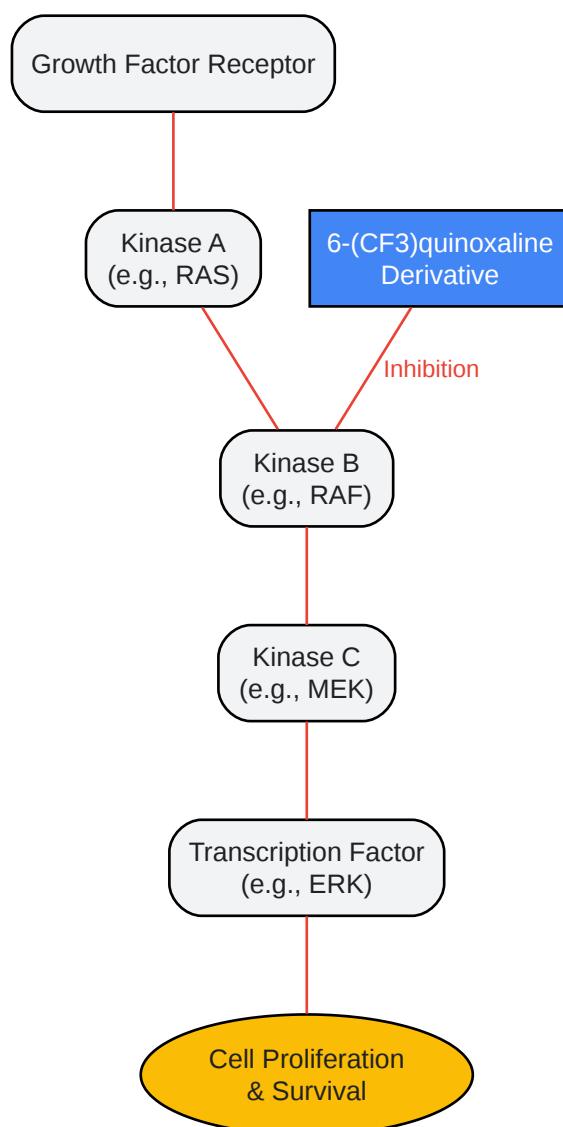 Growth Factor Receptor
Kinase A
(e.g., RAS)
6-(CF3)quinoxaline
Derivative
Inhibition
Kinase B
(e.g., RAF)
Kinase C
(e.g., MEK)
Transcription Factor
(e.g., ERK)
Cell Proliferation
& Survival